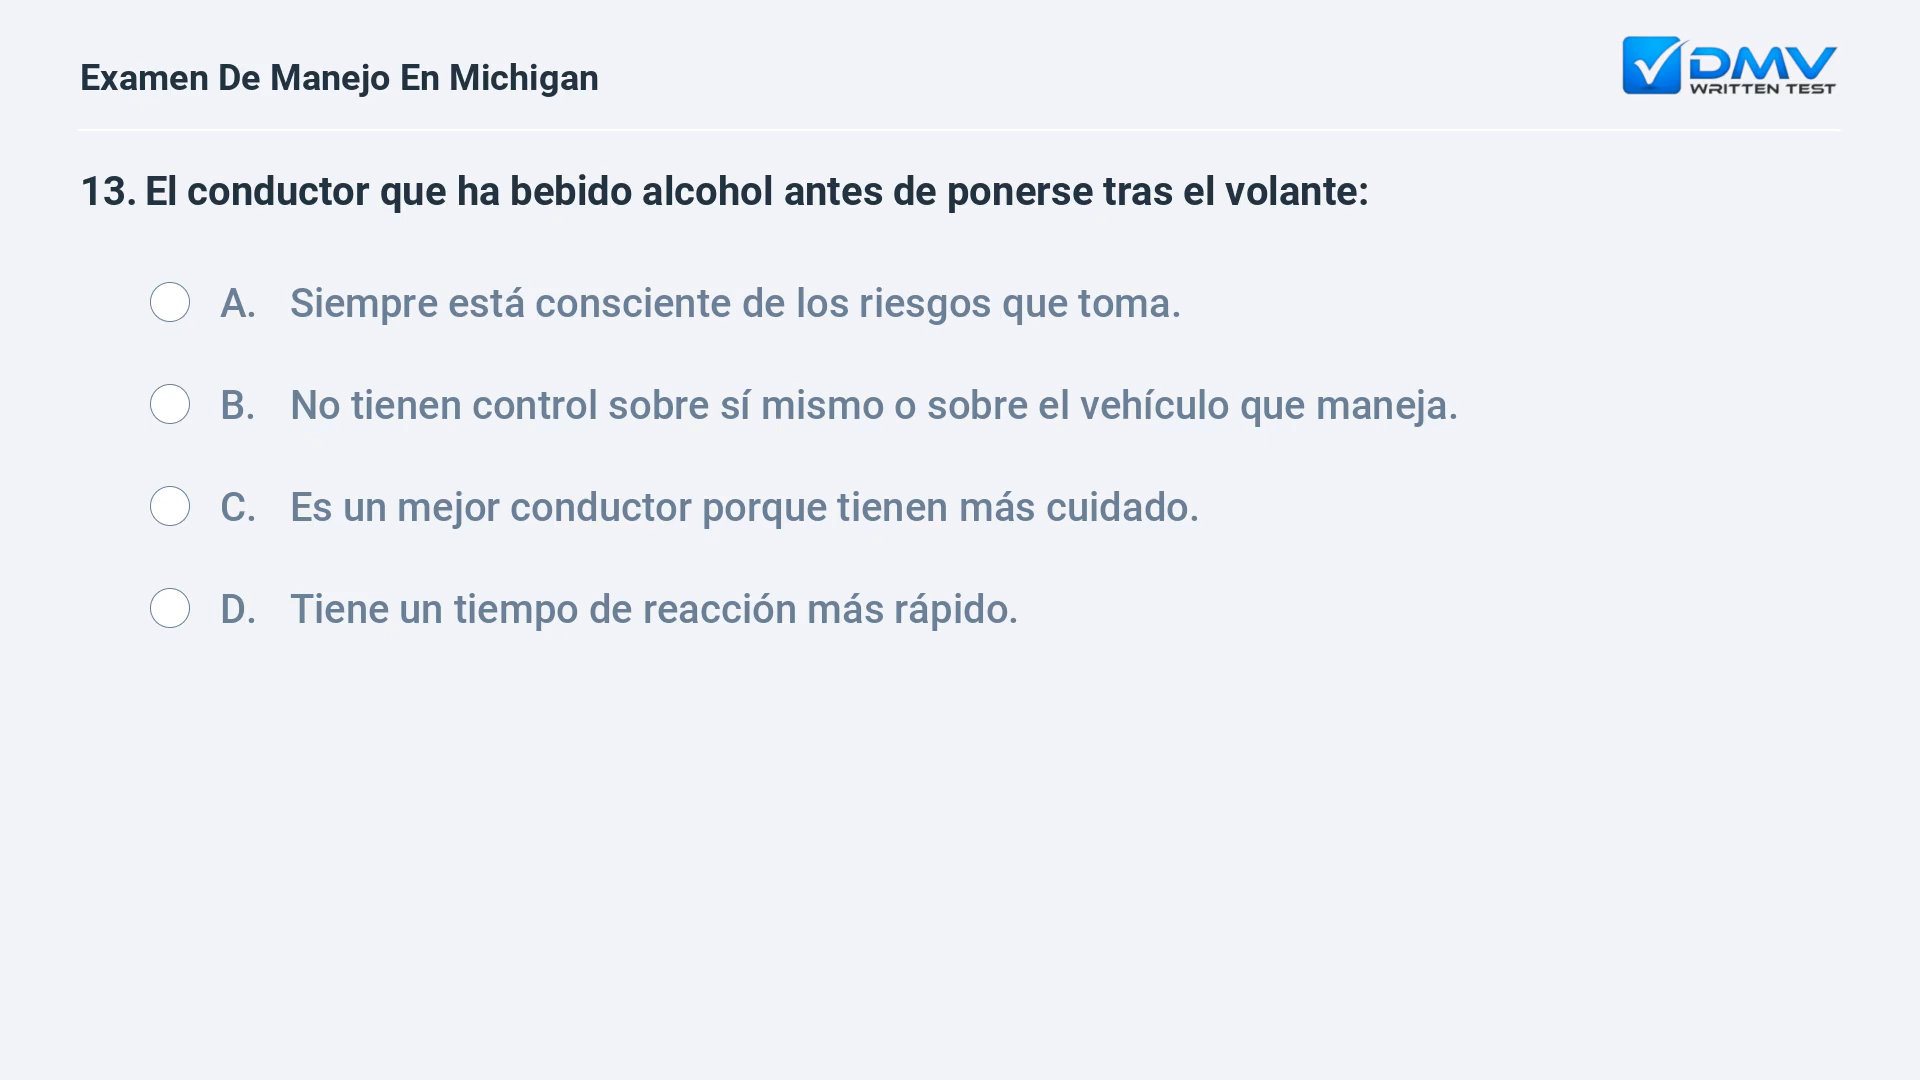 Examen De Manejo En Michigan
DMV
WRITTEN TEST
13. El conductor que ha bebido alcohol antes de ponerse tras el volante:
A. Siempre está consciente de los riesgos que toma.
B. No tienen control sobre sí mismo o sobre el vehículo que maneja.
C. Es un mejor conductor porque tienen más cuidado.
D. Tiene un tiempo de reacción más rápido.